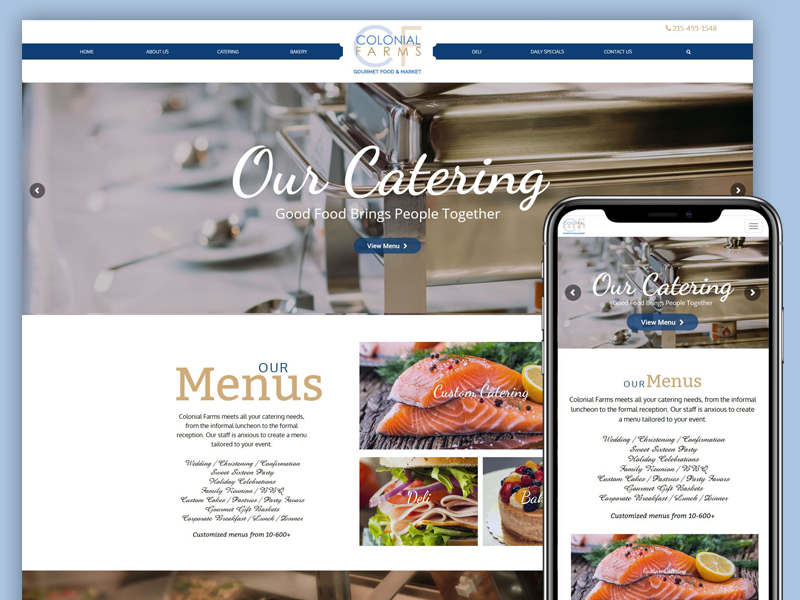 215-493-1548
HOME ABOUT US CATERING BAKERY
CF
COLONIAL
FARMS
GOURMET FOOD & MARKET
DELI DAILY SPECIALS CONTACT US
Our Catering
Good Food Brings People Together
View Menu
OUR
Menus
Colonial Farms meets all your catering needs,
from the informal luncheon to the formal
reception. Our staff is anxious to create a menu
tailored to your event.
Wedding / Christening / Confirmation
Sweet Sixteen Party
Holiday Celebrations
Family Reunion / BBQ
Custom Cakes / Pastries / Party Favors
Gourmet Gift Baskets
Corporate Breakfast / Lunch / Dinner
Customized menus from 10-600+
Custom Catering
Deli
Bak
CF
COLONIAL
FARMS
Our Catering
Good Food Brings People Together
View Menu
OUR Menus
Colonial Farms meets all your catering needs, from the informal
luncheon to the formal reception. Our staff is anxious to create
a menu tailored to your event.
Wedding / Christening / Confirmation
Sweet Sixteen Party
Holiday Celebrations
Family Reunion / BBQ
Custom Cakes / Pastries / Party Favors
Gourmet Gift Baskets
Corporate Breakfast / Lunch / Dinner
Customized menus from 10-600+
Custom Catering